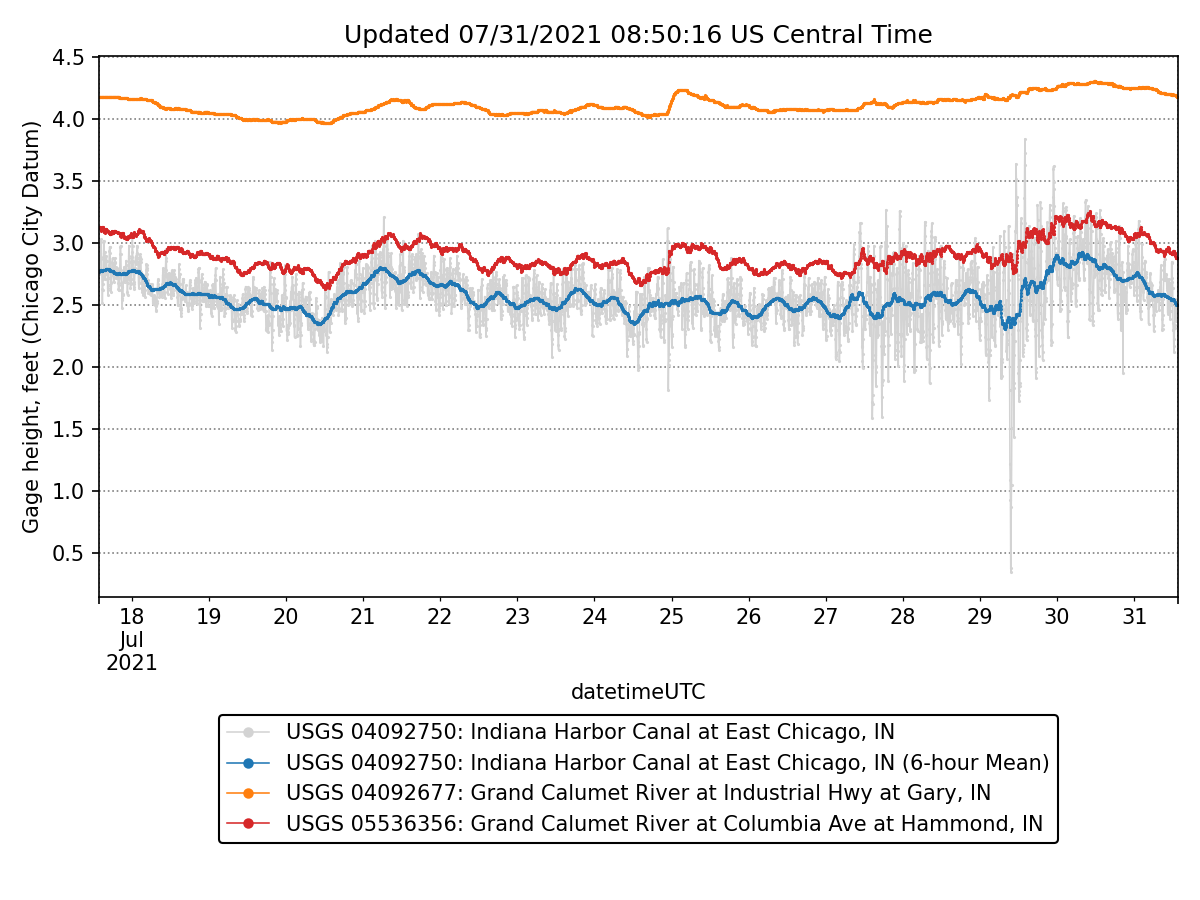 Updated 07/31/2021 08:50:16 US Central Time
Gage height, feet (Chicago City Datum)
4.5
4.0
3.5
3.0
2.5
2.0
1.5
1.0
0.5
18 19 20 21 22 23 24 25 26 27 28 29 30 31
Jul
2021
datetimeUTC
USGS 04092750: Indiana Harbor Canal at East Chicago, IN
USGS 04092750: Indiana Harbor Canal at East Chicago, IN (6-hour Mean)
USGS 04092677: Grand Calumet River at Industrial Hwy at Gary, IN
USGS 05536356: Grand Calumet River at Columbia Ave at Hammond, IN